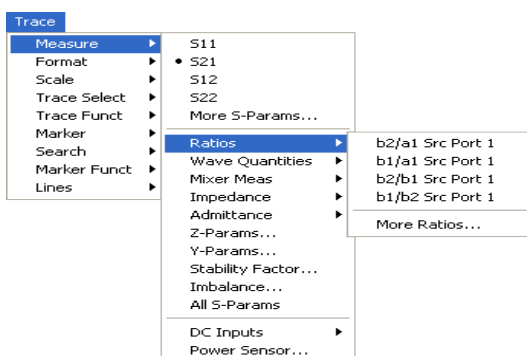 Trace
Measure
Format
Scale
Trace Select
Trace Funct
Marker
Search
Marker Funct
Lines
S11
S21
S12
S22
More S-Params...
Ratios
Wave Quantities
Mixer Meas
Impedance
Admittance
Z-Params...
Y-Params...
Stability Factor...
Imbalance...
All S-Params
DC Inputs
Power Sensor...
b2/a1 Src Port 1
b1/a1 Src Port 1
b2/b1 Src Port 1
b1/b2 Src Port 1
More Ratios...